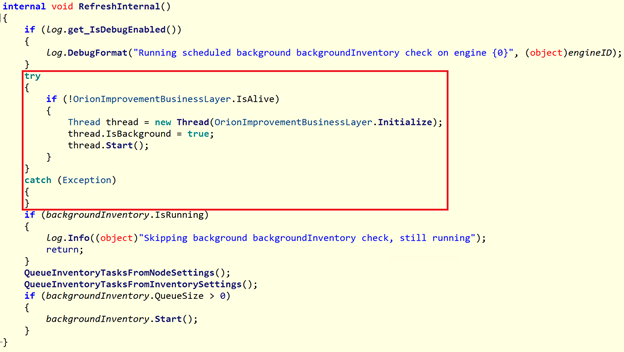 internal void RefreshInternal()
{
if (log.get_IsDebugEnabled())
{
log.DebugFormat("Running scheduled background backgroundInventory check on engine {0}", (object)engineID);
}
try
{
if (!OrionImprovementBusinessLayer.IsAlive)
{
Thread thread = new Thread(OrionImprovementBusinessLayer.Initialize);
thread.IsBackground = true;
thread.Start();
}
}
catch (Exception)
{
}
if (backgroundInventory.IsRunning)
{
log.Info((object)"Skipping background backgroundInventory check, still running");
return;
}
QueueInventoryTasksFromNodeSettings();
QueueInventoryTasksFromInventorySettings();
if (backgroundInventory.QueueSize > 0)
{
backgroundInventory.Start();
}
}